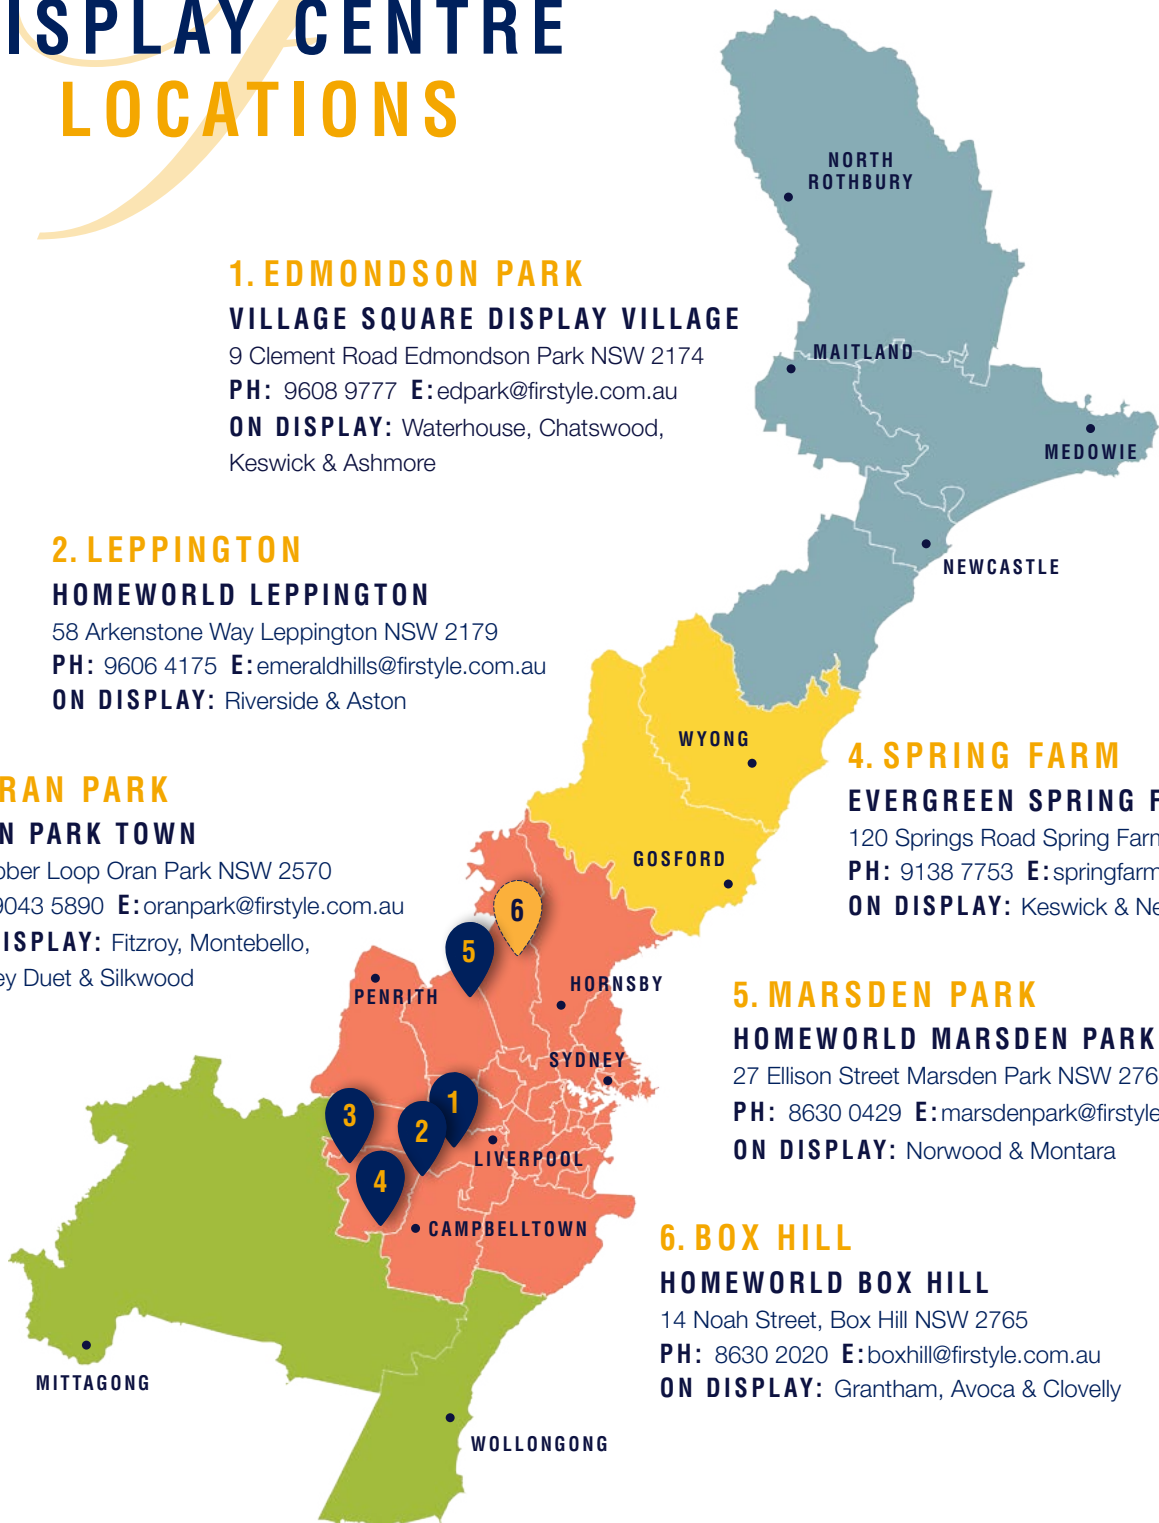 ISPLAY CENTRE
LOCATIONS
1. EDMONDSON PARK
VILLAGE SQUARE DISPLAY VILLAGE
9 Clement Road Edmondson Park NSW 2174
PH: 9608 9777 E: edpark@firstyle.com.au
ON DISPLAY: Waterhouse, Chatswood,
Keswick & Ashmore
2. LEPPINGTON
HOMEWORLD LEPPINGTON
58 Arkenstone Way Leppington NSW 2179
PH: 9606 4175 E: emeraldhills@firstyle.com.au
ON DISPLAY: Riverside & Aston
RAN PARK
N PARK TOWN
ober Loop Oran Park NSW 2570
9043 5890 E: oranpark@firstyle.com.au
ISPLAY: Fitzroy, Montebello,
ey Duet & Silkwood
4. SPRING FARM
EVERGREEN SPRING F
120 Springs Road Spring Farm
PH: 9138 7753 E: springfarm
ON DISPLAY: Keswick & Ne
5. MARSDEN PARK
HOMEWORLD MARSDEN PARK
27 Ellison Street Marsden Park NSW 276
PH: 8630 0429 E: marsdenpark@firstyle
ON DISPLAY: Norwood & Montara
6. BOX HILL
HOMEWORLD BOX HILL
14 Noah Street, Box Hill NSW 2765
PH: 8630 2020 E: boxhill@firstyle.com.au
ON DISPLAY: Grantham, Avoca & Clovelly
NORTH
ROTHBURY
MAITLAND
MEDOWIE
NEWCASTLE
WYONG
GOSFORD
6
5
PENRITH
HORNSBY
SYDNEY
3
2
1
LIVERPOOL
4
CAMPBELLTOWN
MITTAGONG
WOLLONGONG